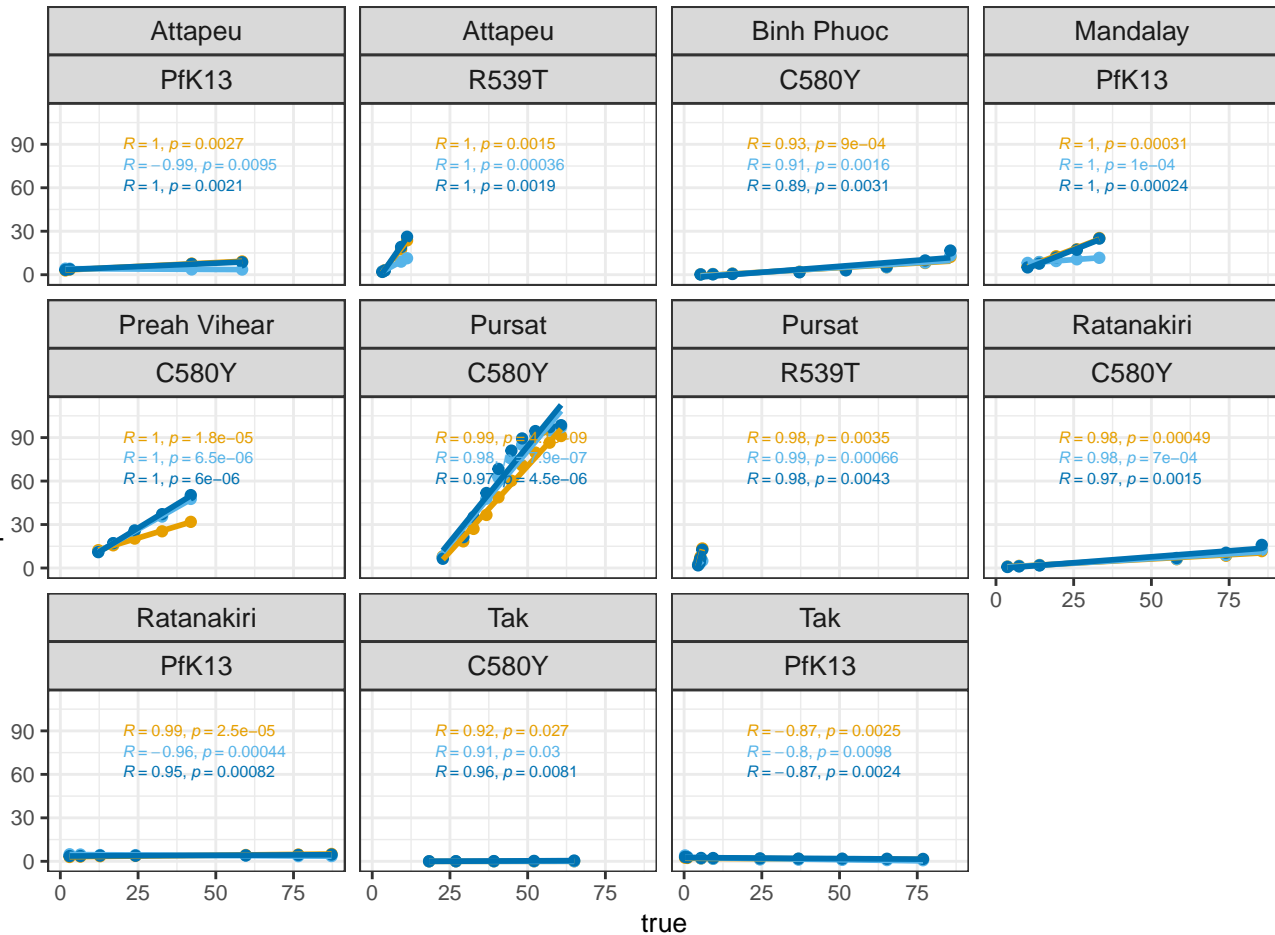 Attapeu
PfK13
90
60
30
0
R = 1, p = 0.0027
R = −0.99, p = 0.0095
R = 1, p = 0.0021
Attapeu
R539T
R = 1, p = 0.0015
R = 1, p = 0.00036
R = 1, p = 0.0019
Binh Phuoc
C580Y
R = 0.93, p = 9e−04
R = 0.91, p = 0.0016
R = 0.89, p = 0.0031
Mandalay
PfK13
R = 1, p = 0.00031
R = 1, p = 1e−04
R = 1, p = 0.00024
Preah Vihear
C580Y
90
60
30
0
R = 1, p = 1.8e−05
R = 1, p = 6.5e−06
R = 1, p = 6e−06
Pursat
C580Y
R = 0.99, p = 09
R = 0.98 9e−07
R = 0.97 p = 4.5e−06
Pursat
R539T
R = 0.98, p = 0.0035
R = 0.99, p = 0.00066
R = 0.98, p = 0.0043
Ratanakiri
C580Y
R = 0.98, p = 0.00049
R = 0.98, p = 7e−04
R = 0.97, p = 0.0015
0 25 50 75
Ratanakiri
PfK13
90
60
30
0
R = 0.99, p = 2.5e−05
R = −0.96, p = 0.00044
R = 0.95, p = 0.00082
0 25 50 75
Tak
C580Y
R = 0.92, p = 0.027
R = 0.91, p = 0.03
R = 0.96, p = 0.0081
0 25 50 75
Tak
PfK13
R = −0.87, p = 0.0025
R = −0.8, p = 0.0098
R = −0.87, p = 0.0024
0 25 50 75
true